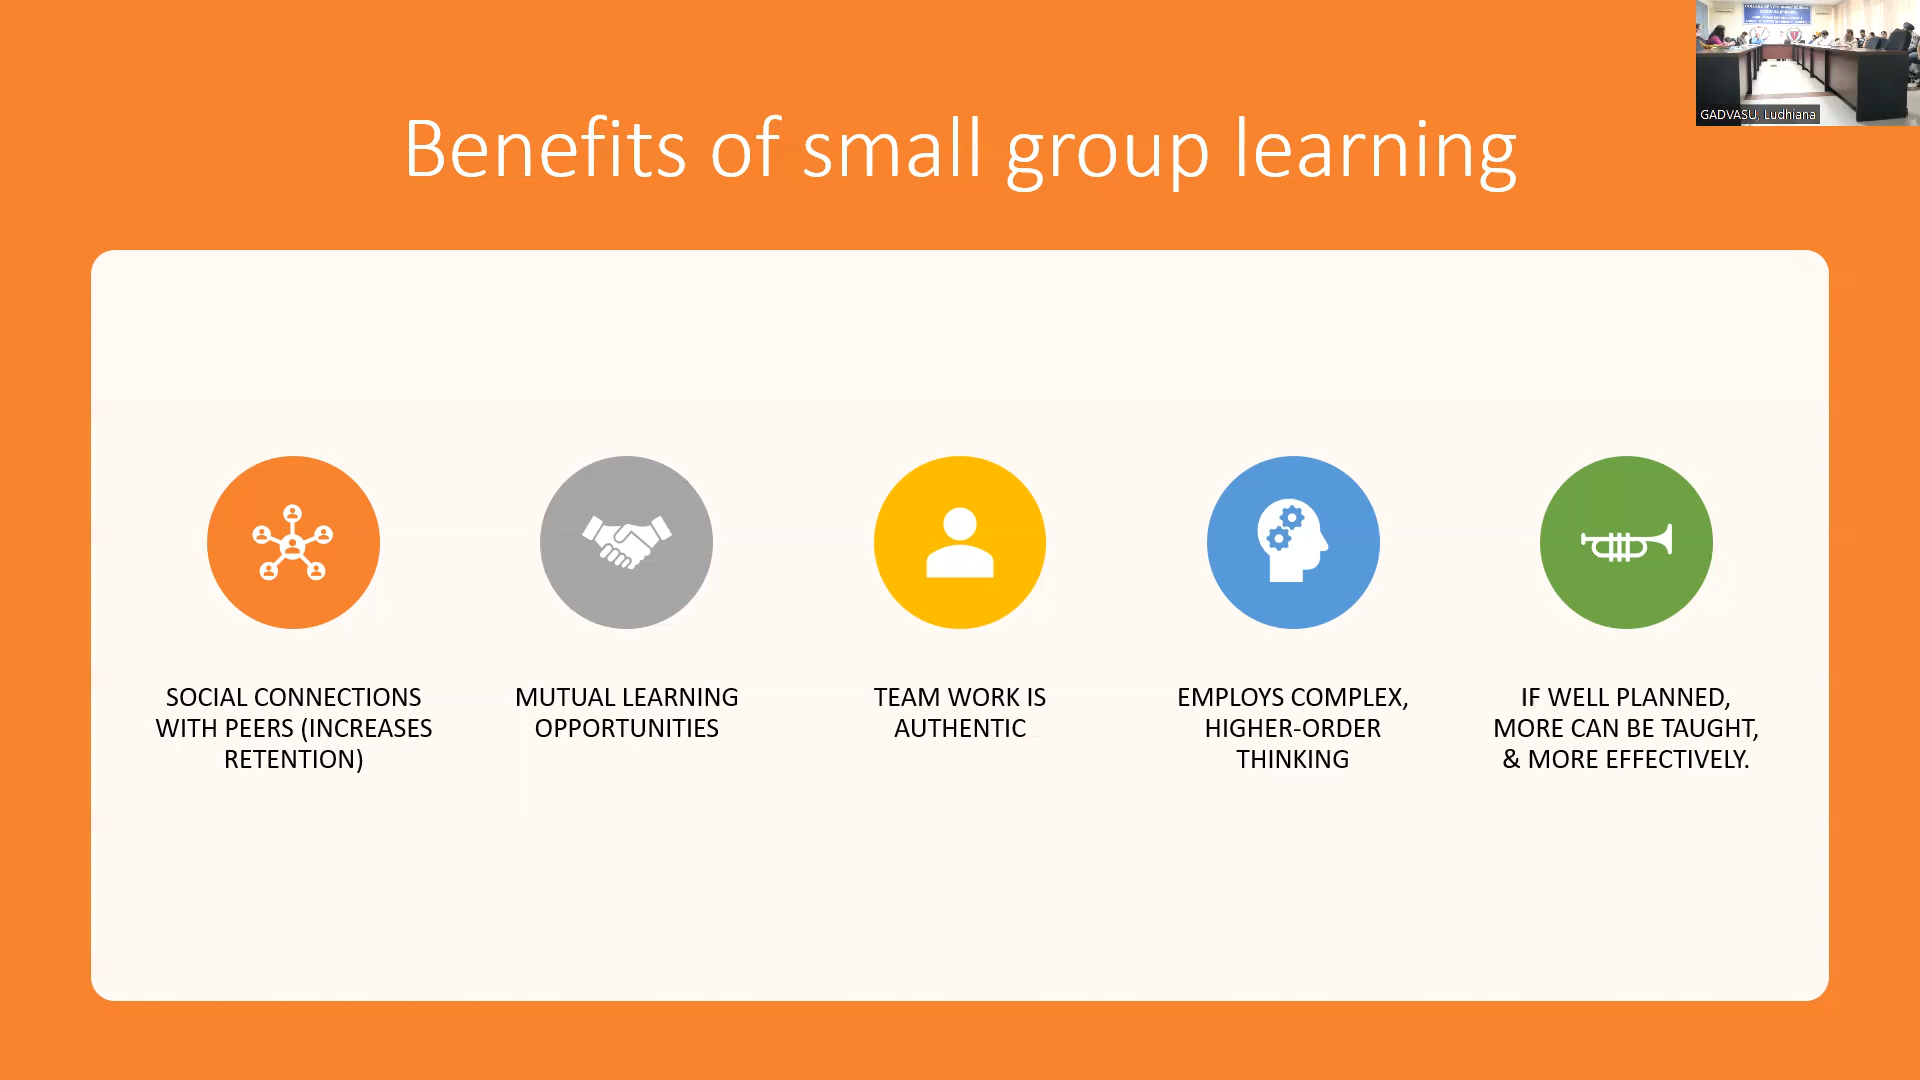 Benefits of small group learning
GADVASU, Ludhiana
SOCIAL CONNECTIONS
WITH PEERS (INCREASES
RETENTION)
MUTUAL LEARNING
OPPORTUNITIES
TEAM WORK IS
AUTHENTIC
EMPLOYS COMPLEX,
HIGHER-ORDER
THINKING
IF WELL PLANNED,
MORE CAN BE TAUGHT,
& MORE EFFECTIVELY.